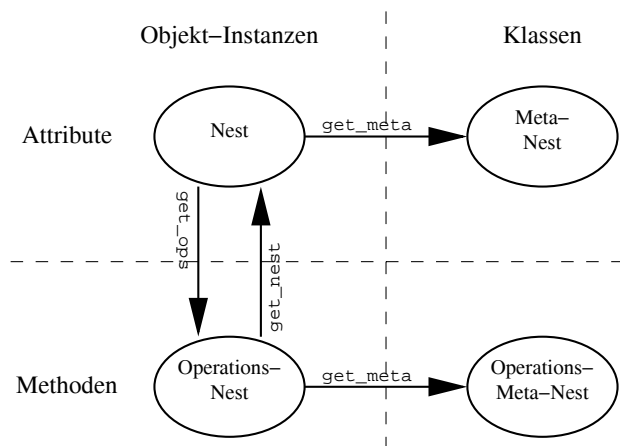 Objekt−Instanzen
Klassen
Attribute
Nest
get_meta
Meta−
Nest
get_ops
get_nest
Methoden
Operations−
Nest
get_meta
Operations−
Meta−Nest